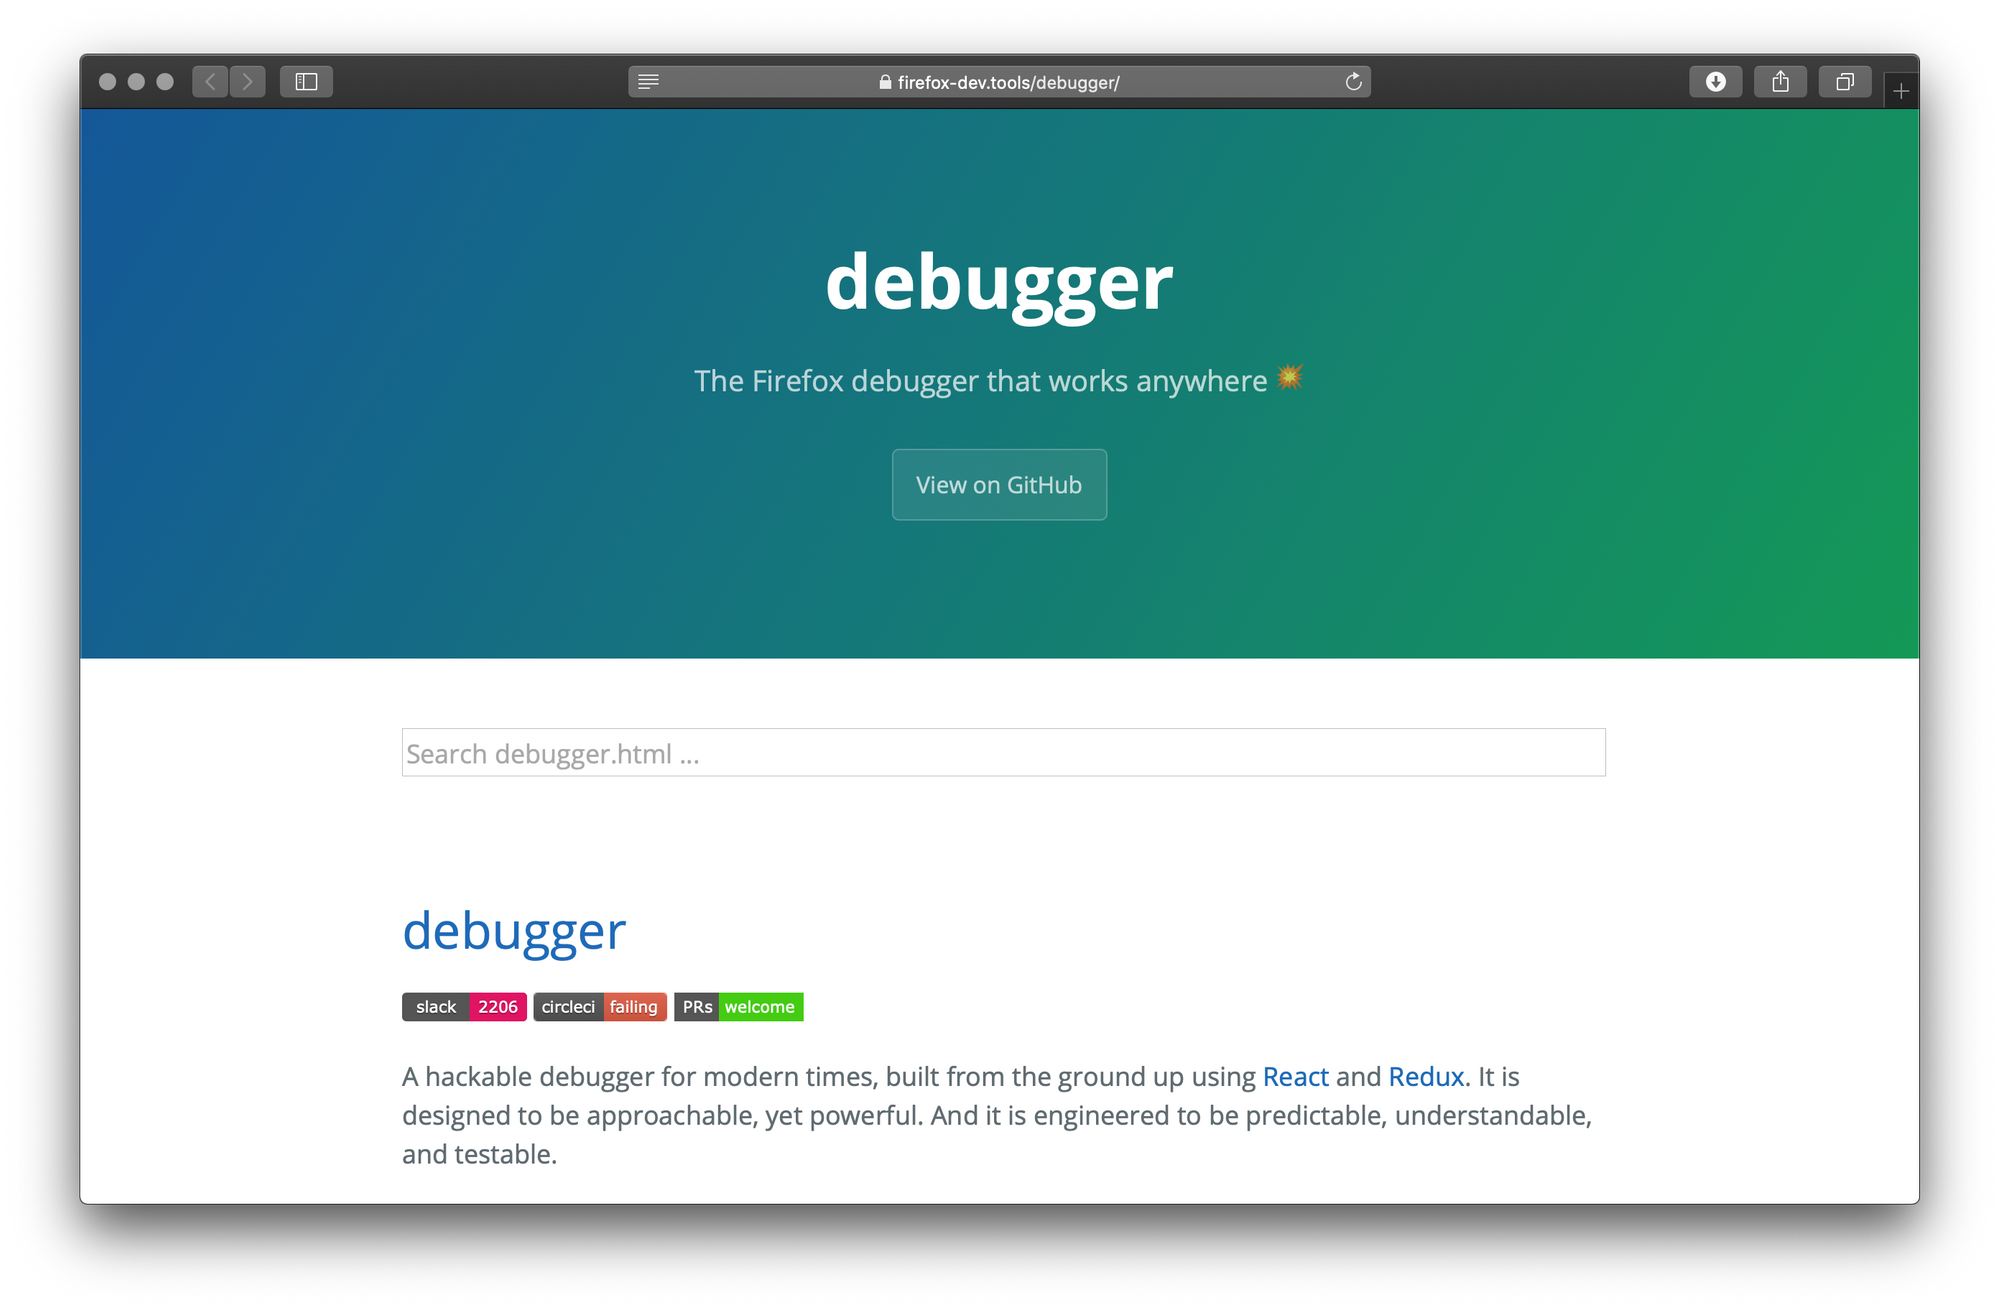 firefox-dev.tools/debugger/
debugger
The Firefox debugger that works anywhere 💥
View on GitHub
Search debugger.html ...
debugger
slack 2206 circleci failing PRs welcome
A hackable debugger for modern times, built from the ground up using React and Redux. It is
designed to be approachable, yet powerful. And it is engineered to be predictable, understandable,
and testable.